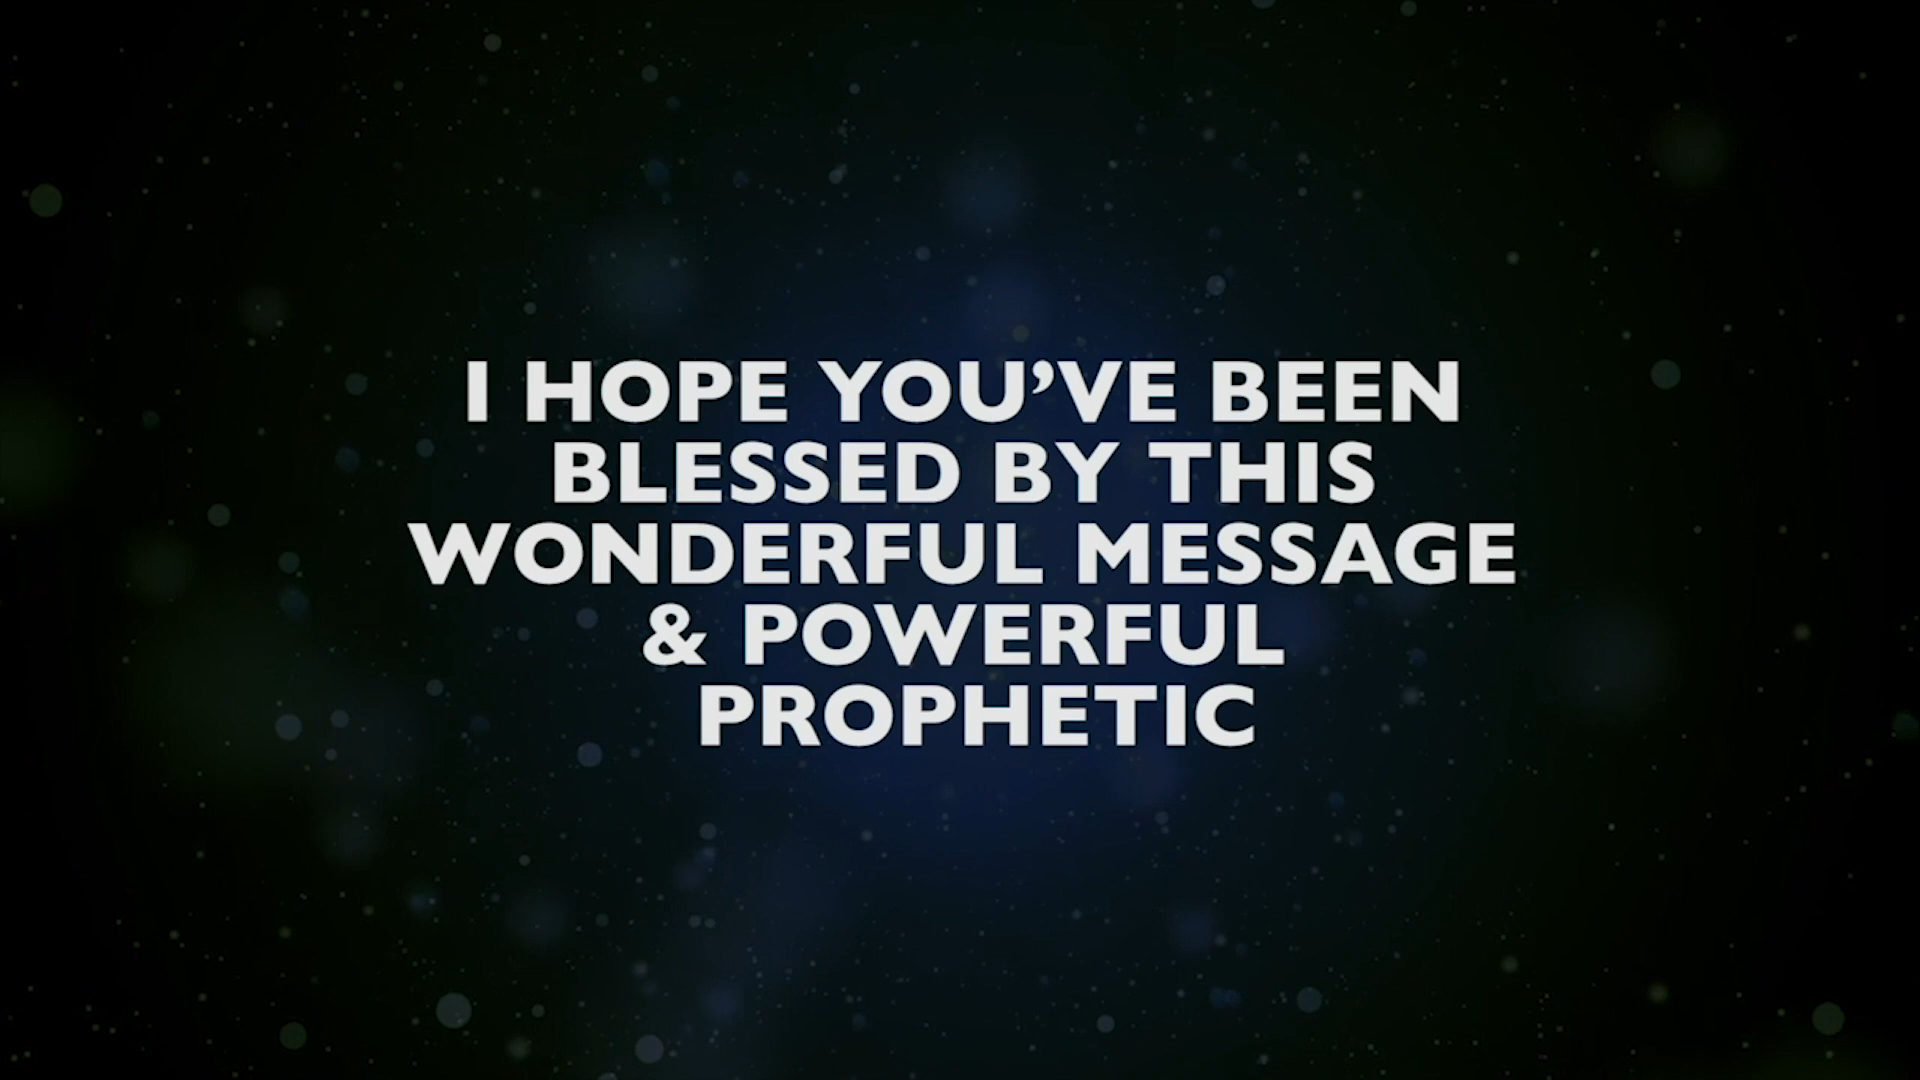 I HOPE YOU’VE BEEN
BLESSED BY THIS
WONDERFUL MESSAGE
& POWERFUL
PROPHETIC